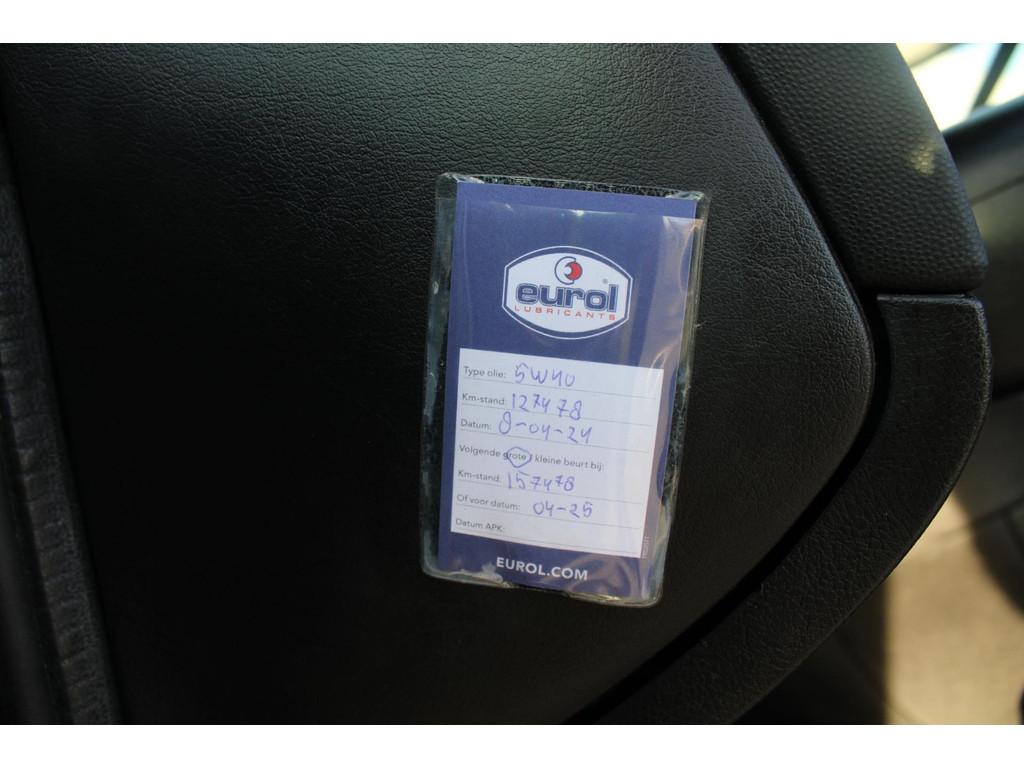 eurol®
LUBRICANTS
Type olie: 5W40
Km-stand: 127478
Datum: 8-04-24
Volgende grote / kleine beurt bij:
Km-stand: 157478
Of voor datum: 04-25
Datum APK:
EUROL.COM